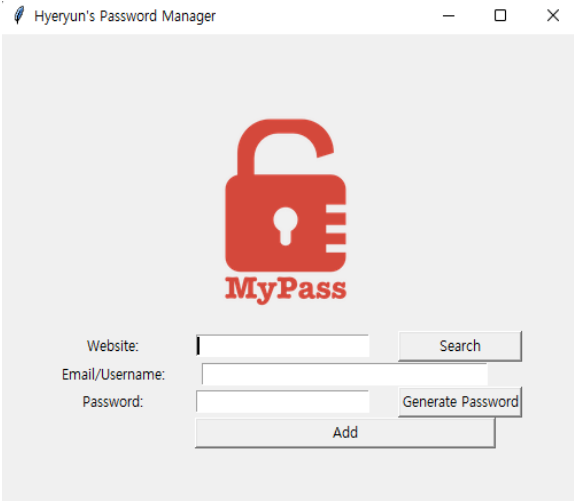 Hyeryun's Password Manager
MyPass
Website:
Search
Email/Username:
Password:
Generate Password
Add